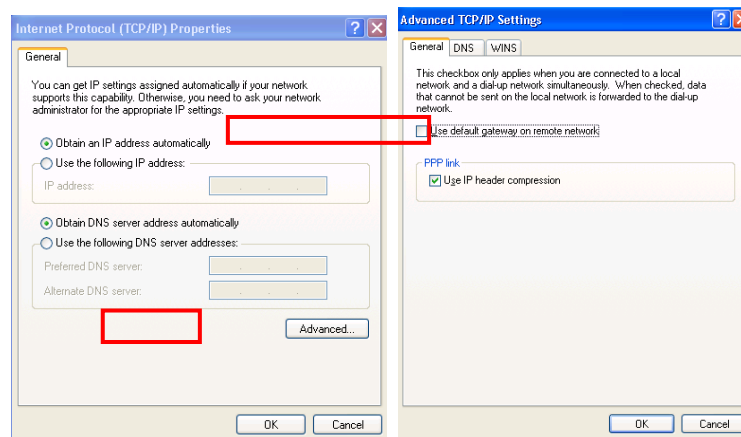 Internet Protocol (TCP/IP) Properties
General
You can get IP settings assigned automatically if your network
supports this capability. Otherwise, you need to ask your network
administrator for the appropriate IP settings.
Obtain an IP address automatically
Use the following IP address:
IP address:
Obtain DNS server address automatically
Use the following DNS server addresses:
Preferred DNS server:
Alternate DNS server:
Advanced...
OK
Cancel
Advanced TCP/IP Settings
General
DNS
WINS
This checkbox only applies when you are connected to a local
network and a dial-up network simultaneously. When checked, data
that cannot be sent on the local network is forwarded to the dial-up
network.
Use default gateway on remote network
PPP link
Use IP header compression
OK
Cancel